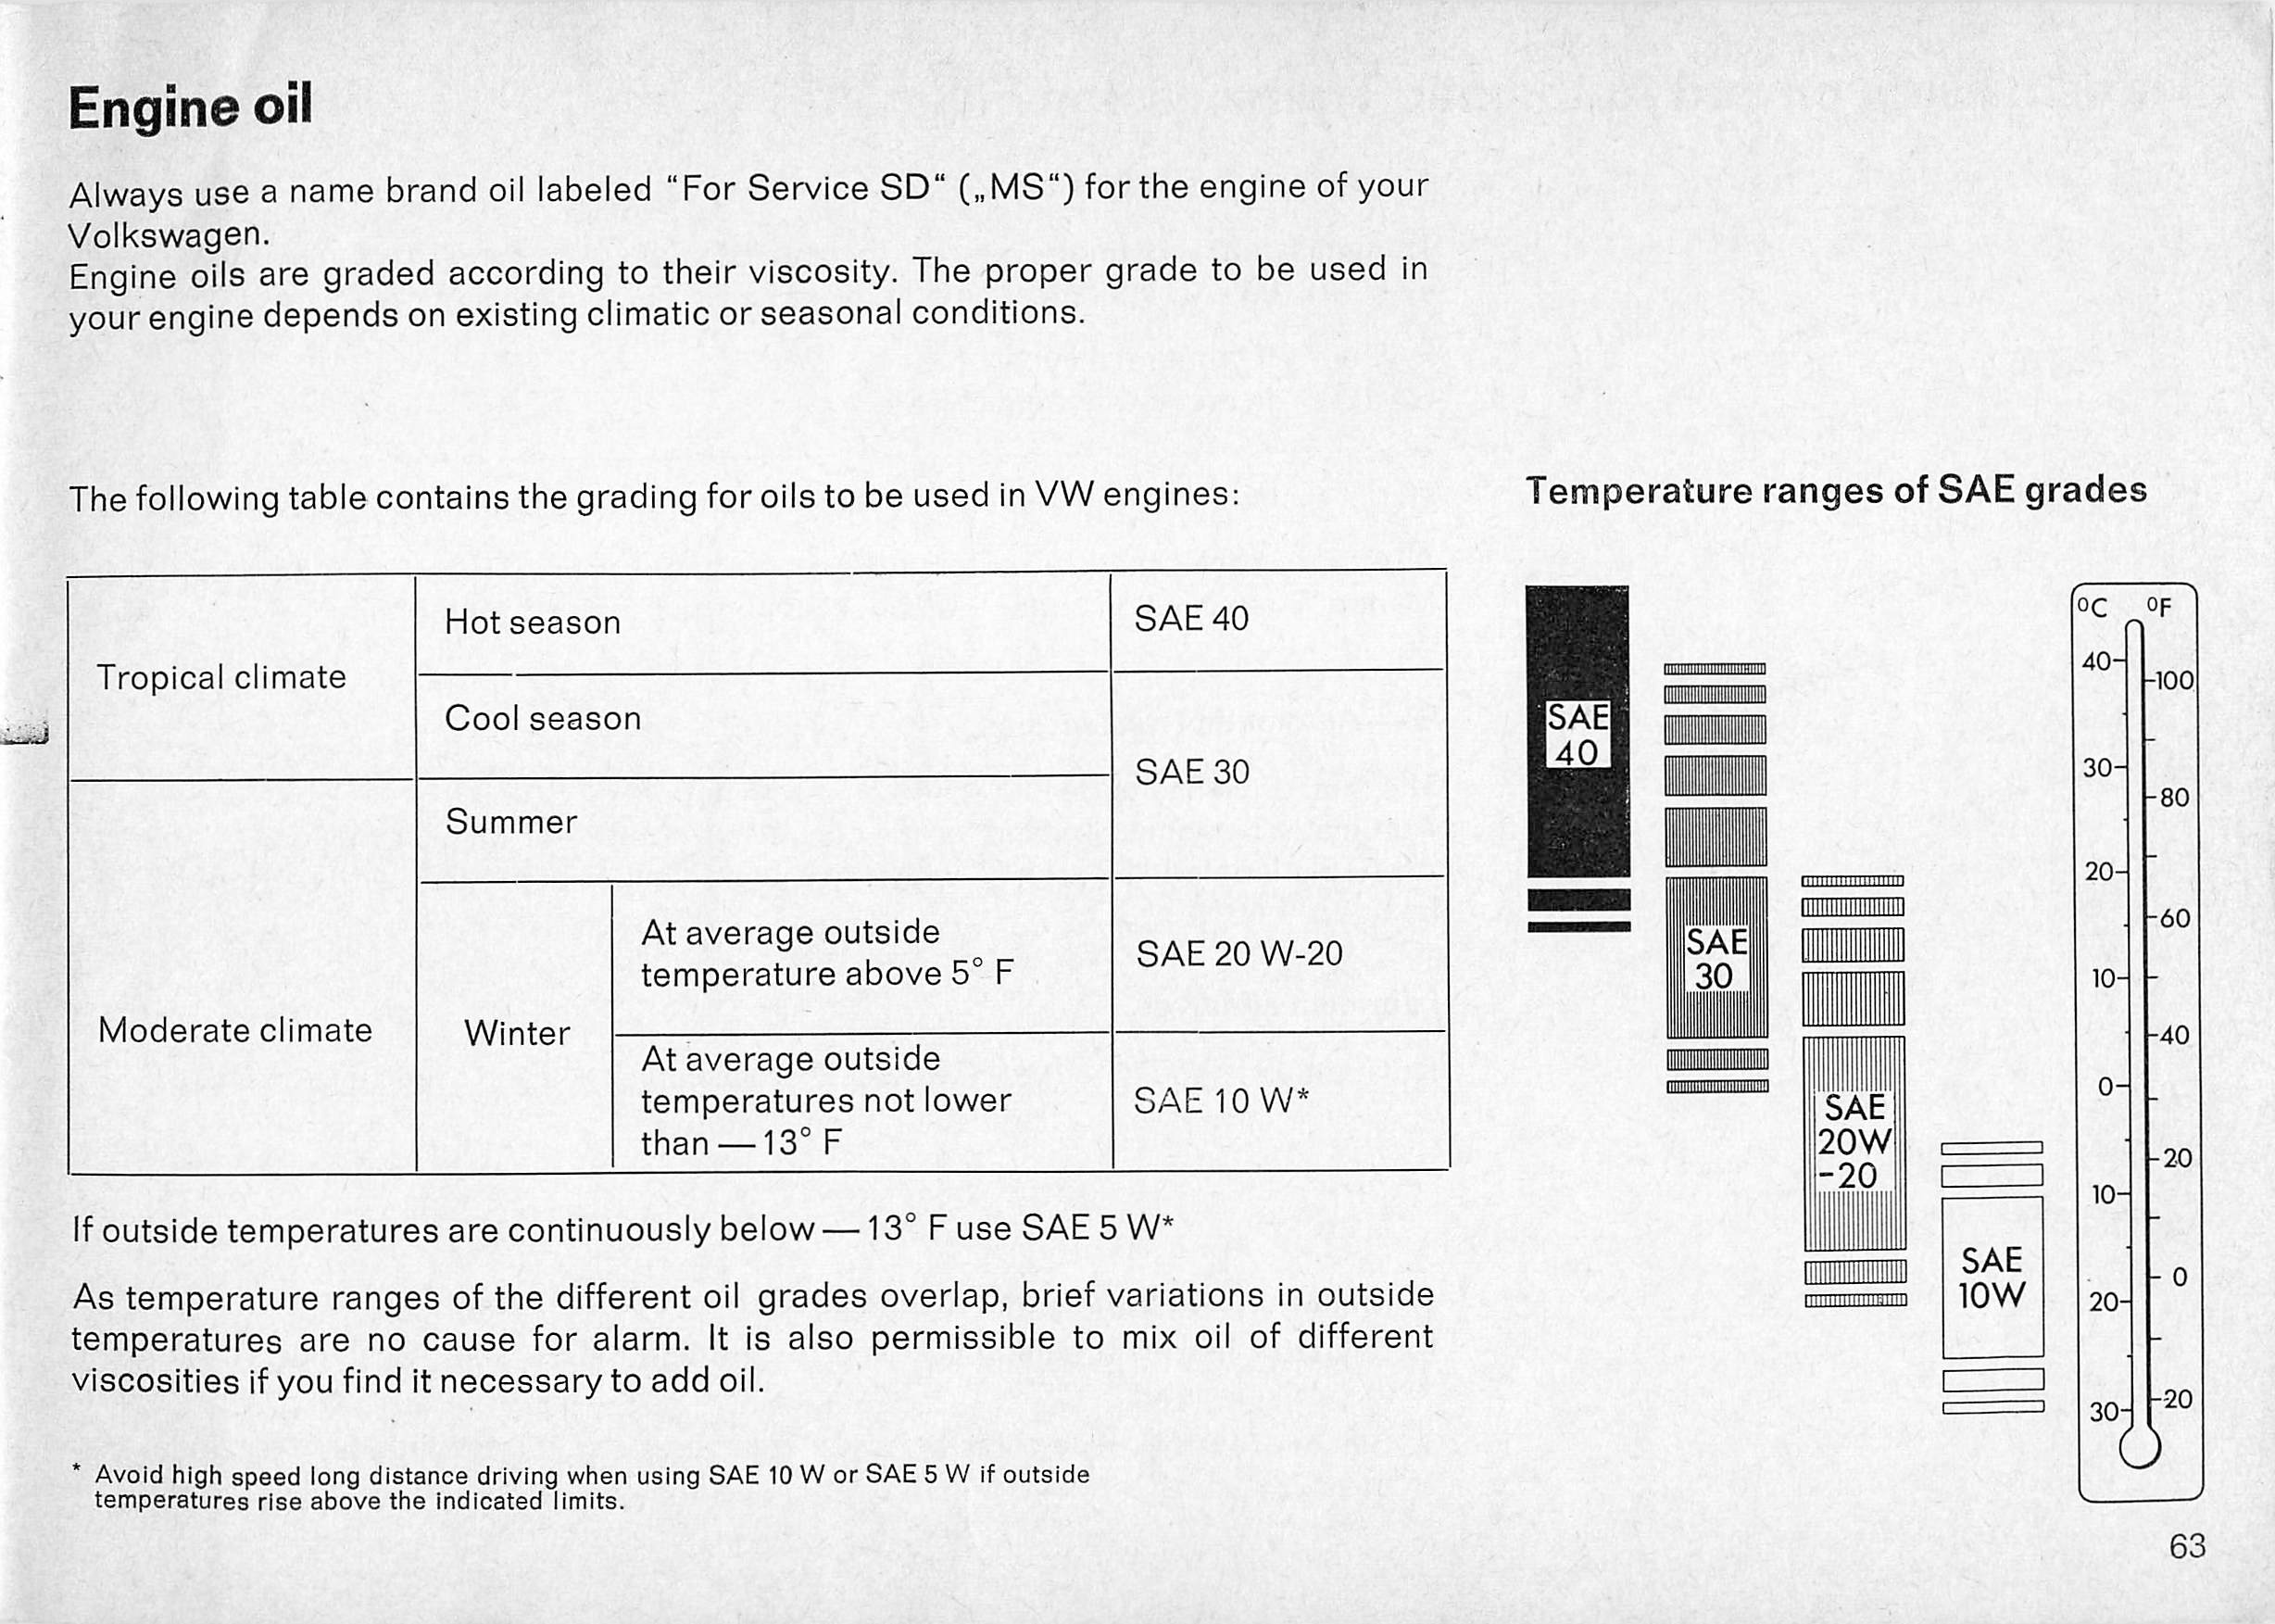 Engine oil
Always use a name brand oil labeled “For Service SD“ („MS“) for the engine of your
Volkswagen.
Engine oils are graded according to their viscosity. The proper grade to be used in
your engine depends on existing climatic or seasonal conditions.
The following table contains the grading for oils to be used in VW engines:
Tropical climate
Hot season
SAE 40
Cool season
SAE 30
Moderate climate
Summer
Winter
At average outside
temperature above 5° F
SAE 20 W-20
At average outside
temperatures not lower
than — 13° F
SAE 10 W*
If outside temperatures are continuously below — 13° F use SAE 5 W*
As temperature ranges of the different oil grades overlap, brief variations in outside
temperatures are no cause for alarm. It is also permissible to mix oil of different
viscosities if you find it necessary to add oil.
* Avoid high speed long distance driving when using SAE 10 W or SAE 5 W if outside
temperatures rise above the indicated limits.
Temperature ranges of SAE grades
SAE
40
SAE
30
SAE
20W
-20
SAE
10W
°C °F
40
100
30
80
20
60
10
40
0
20
10
0
20
20
30
63